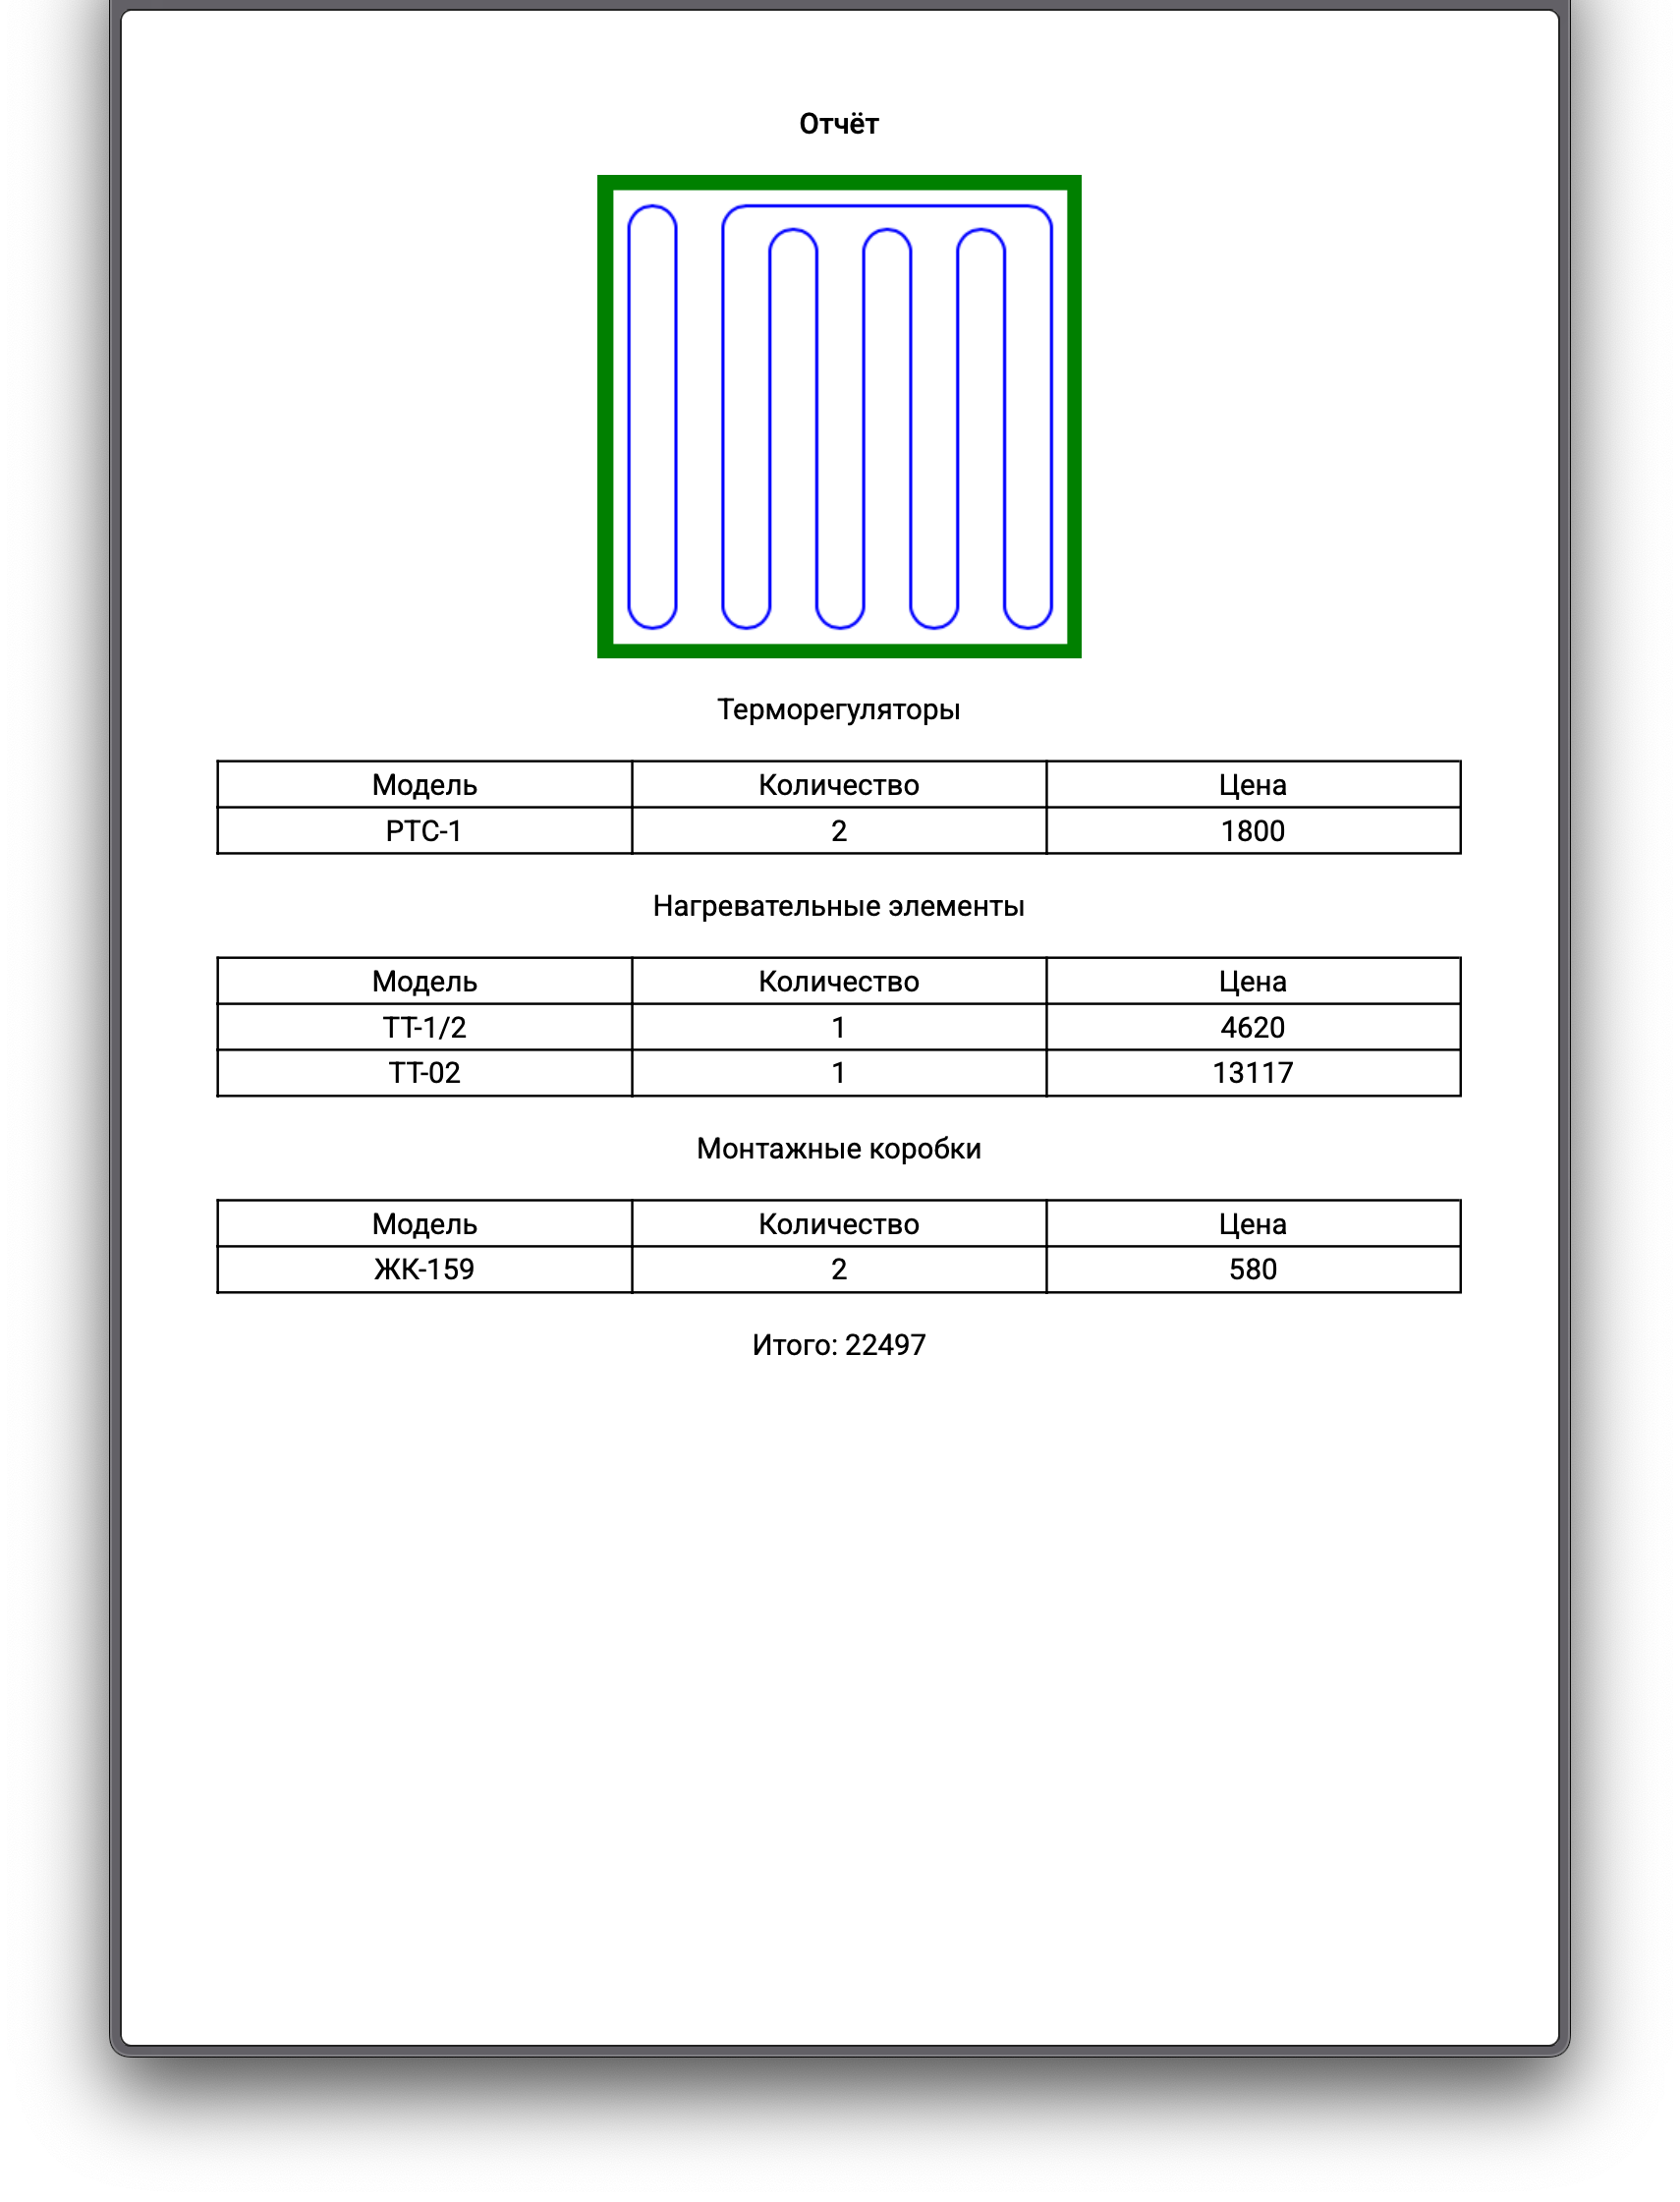 Отчёт
Терморегуляторы
Модель Количество Цена
РТС-1 2 1800
Нагревательные элементы
Модель Количество Цена
ТТ-1/2 1 4620
ТТ-02 1 13117
Монтажные коробки
Модель Количество Цена
ЖК-159 2 580
Итого: 22497